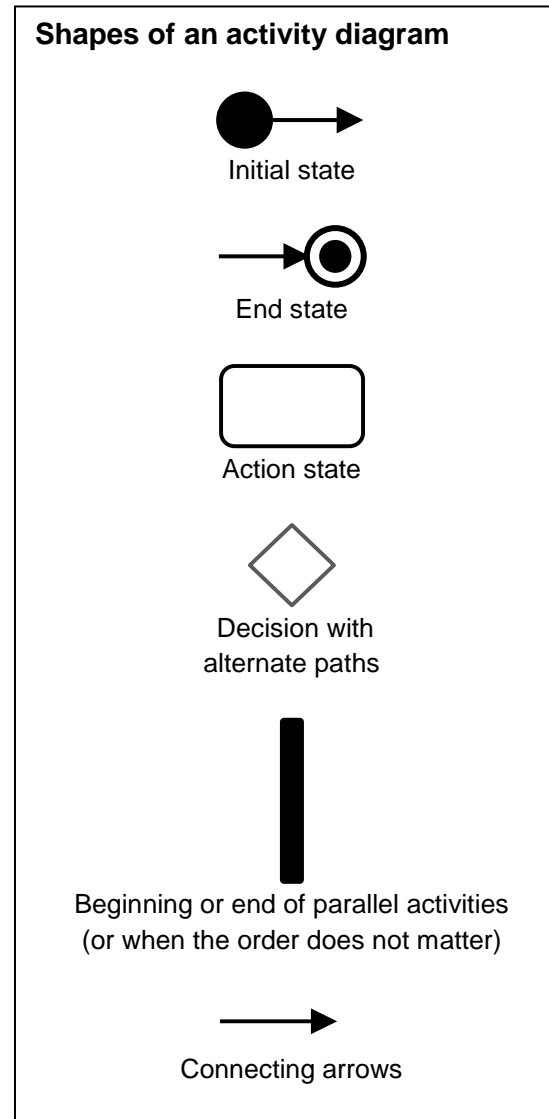 Shapes of an activity diagram
Initial state
End state
Action state
Decision with
alternate paths
Beginning or end of parallel activities
(or when the order does not matter)
Connecting arrows